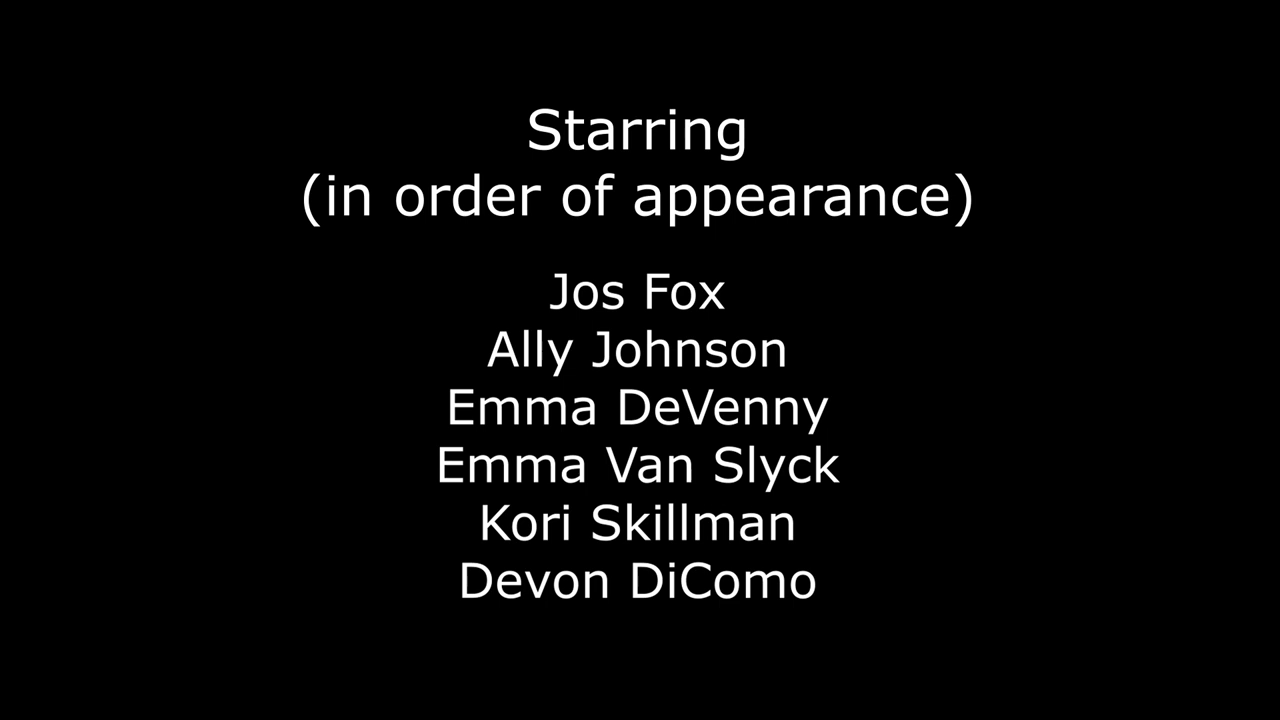 Starring
(in order of appearance)
Jos Fox
Ally Johnson
Emma DeVenny
Emma Van Slyck
Kori Skillman
Devon DiComo